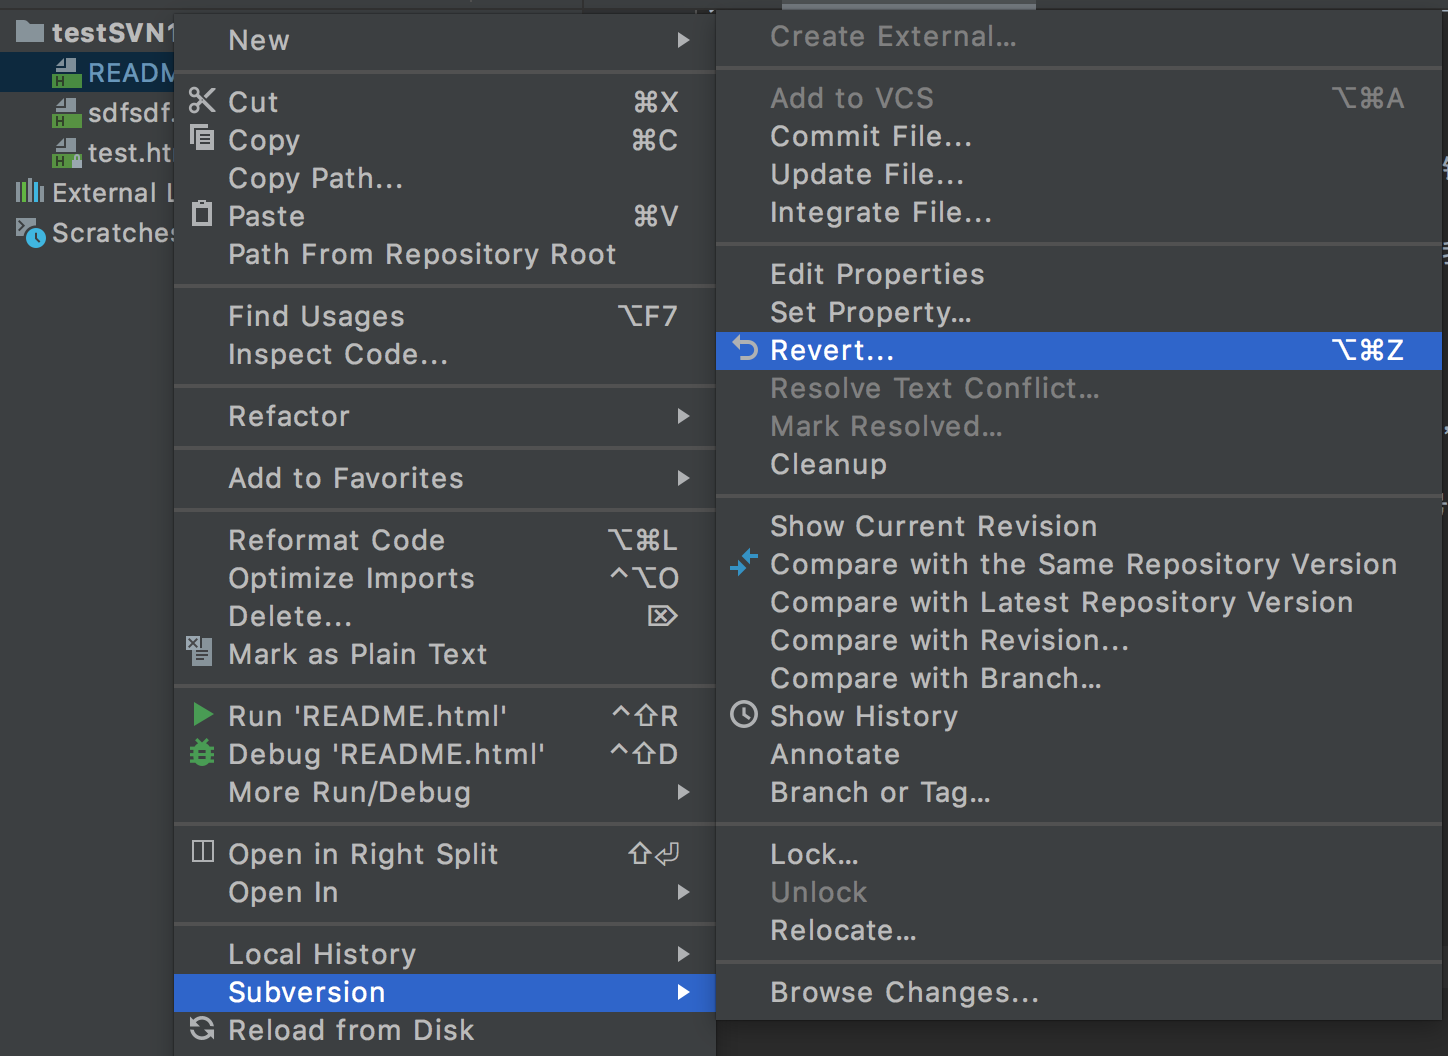 testSVN1
READM
sdfsdf.
test.ht
External L
Scratches
New
Cut ⌘X
Copy ⌘C
Copy Path...
Paste ⌘V
Path From Repository Root
Find Usages ⌥F7
Inspect Code...
Refactor
Add to Favorites
Reformat Code ⌥⌘L
Optimize Imports ^⌥O
Delete... ⌦
Mark as Plain Text
Run 'README.html' ^⇧R
Debug 'README.html' ^⇧D
More Run/Debug
Open in Right Split ⇧⏎
Open In
Local History
Subversion
Reload from Disk
Create External...
Add to VCS ⌥⌘A
Commit File...
Update File...
Integrate File...
Edit Properties
Set Property...
Revert... ⌥⌘Z
Resolve Text Conflict...
Mark Resolved...
Cleanup
Show Current Revision
Compare with the Same Repository Version
Compare with Latest Repository Version
Compare with Revision...
Compare with Branch...
Show History
Annotate
Branch or Tag...
Lock...
Unlock
Relocate...
Browse Changes...